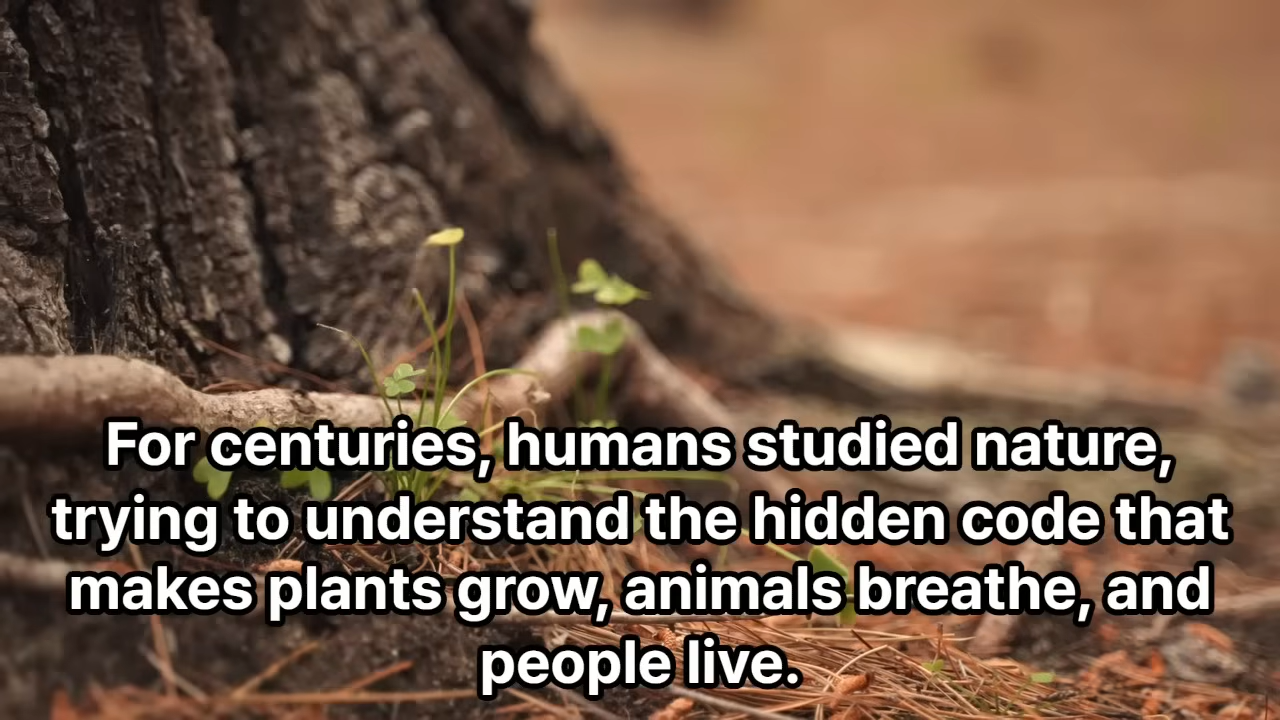 For centuries, humans studied nature,
trying to understand the hidden code that
makes plants grow, animals breathe, and
people live.